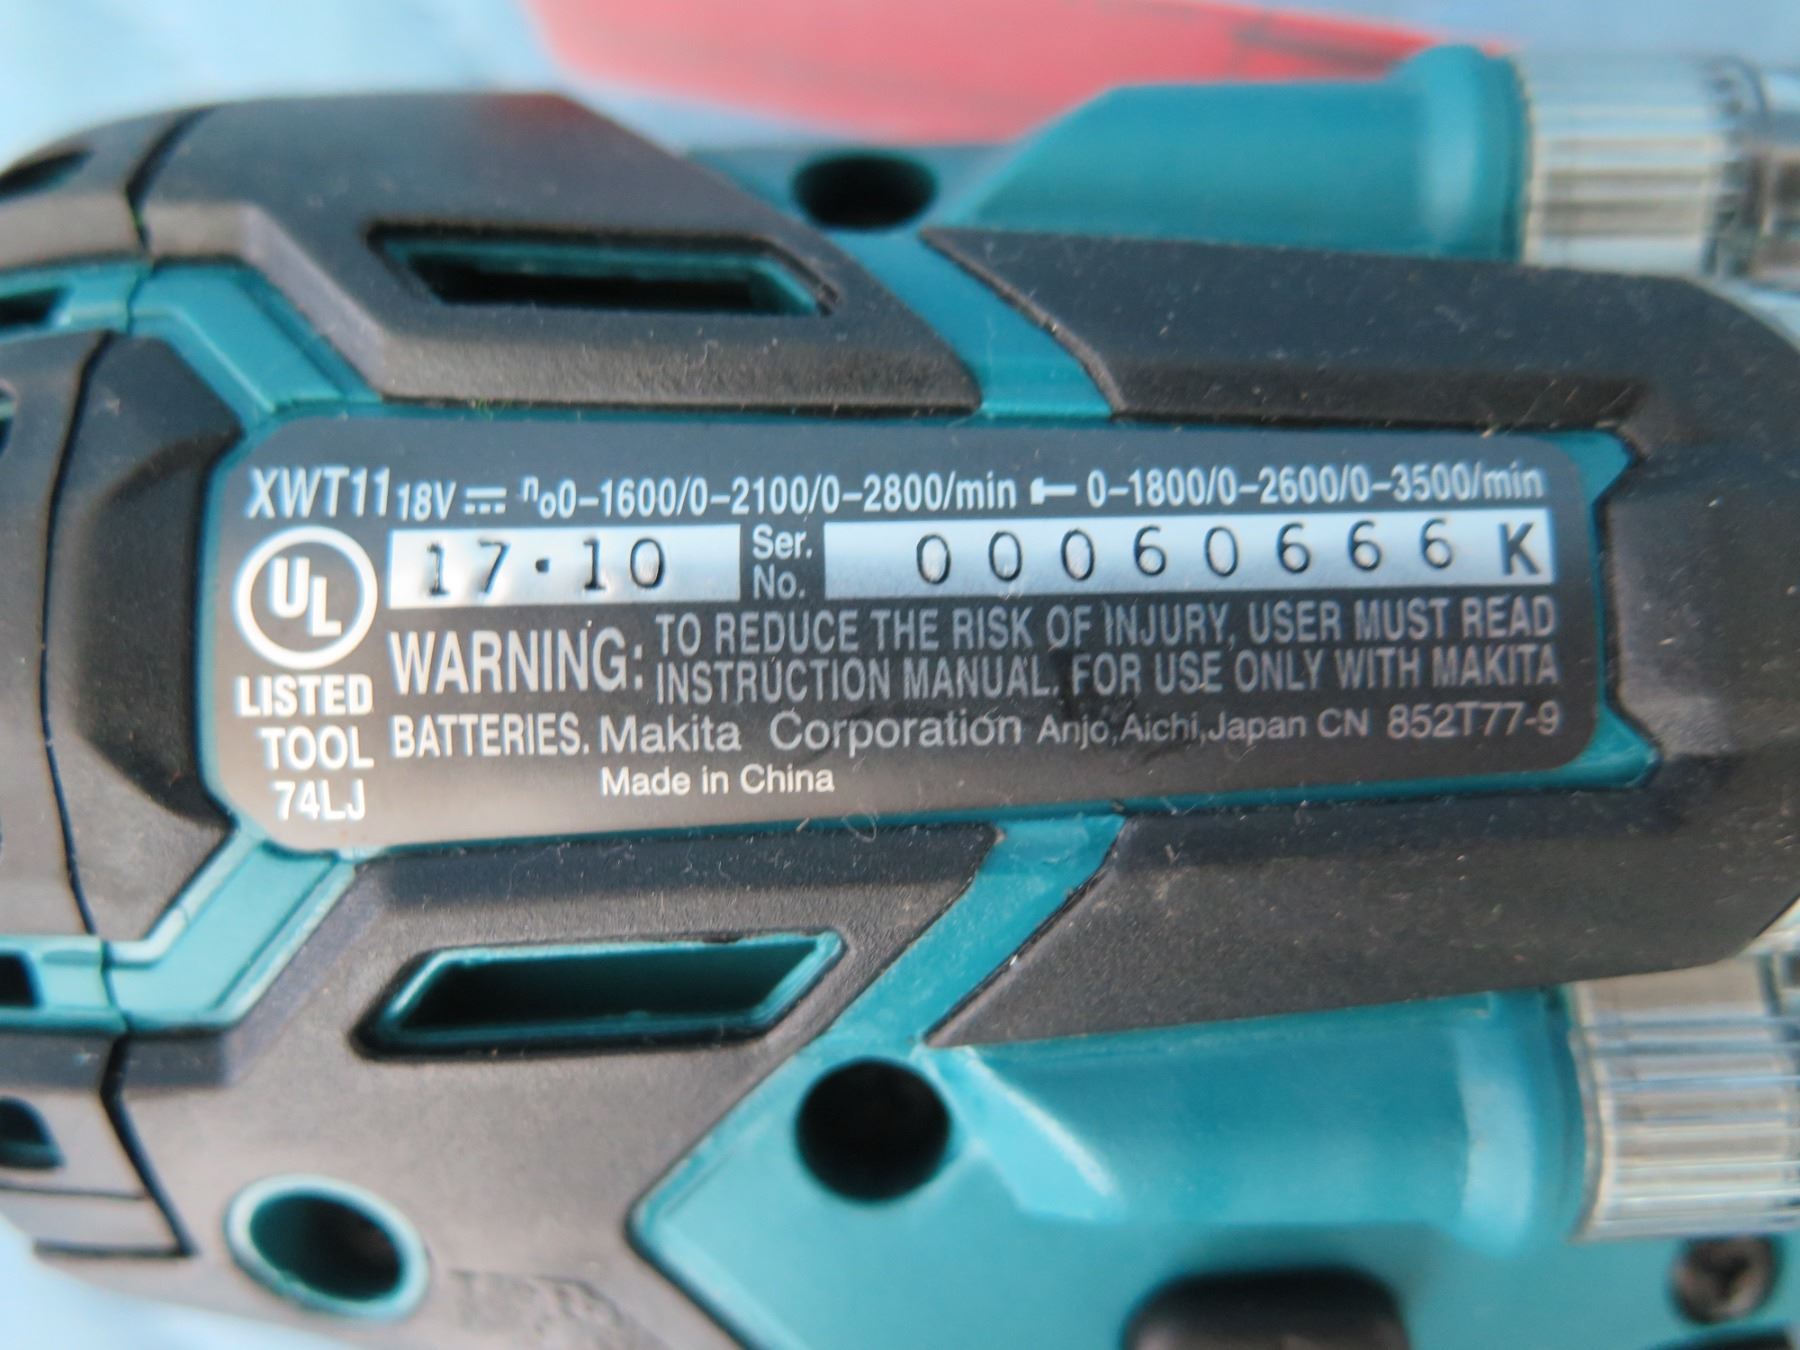 XWT11 18V ⎓ n₀0-1600/0-2100/0-2800/min 0-1800/0-2600/0-3500/min
UL 17·10 Ser. No. 00060666 K
WARNING: TO REDUCE THE RISK OF INJURY, USER MUST READ
INSTRUCTION MANUAL. FOR USE ONLY WITH MAKITA
LISTED
TOOL
74LJ
BATTERIES. Makita Corporation Anjo,Aichi,Japan CN 852T77-9
Made in China